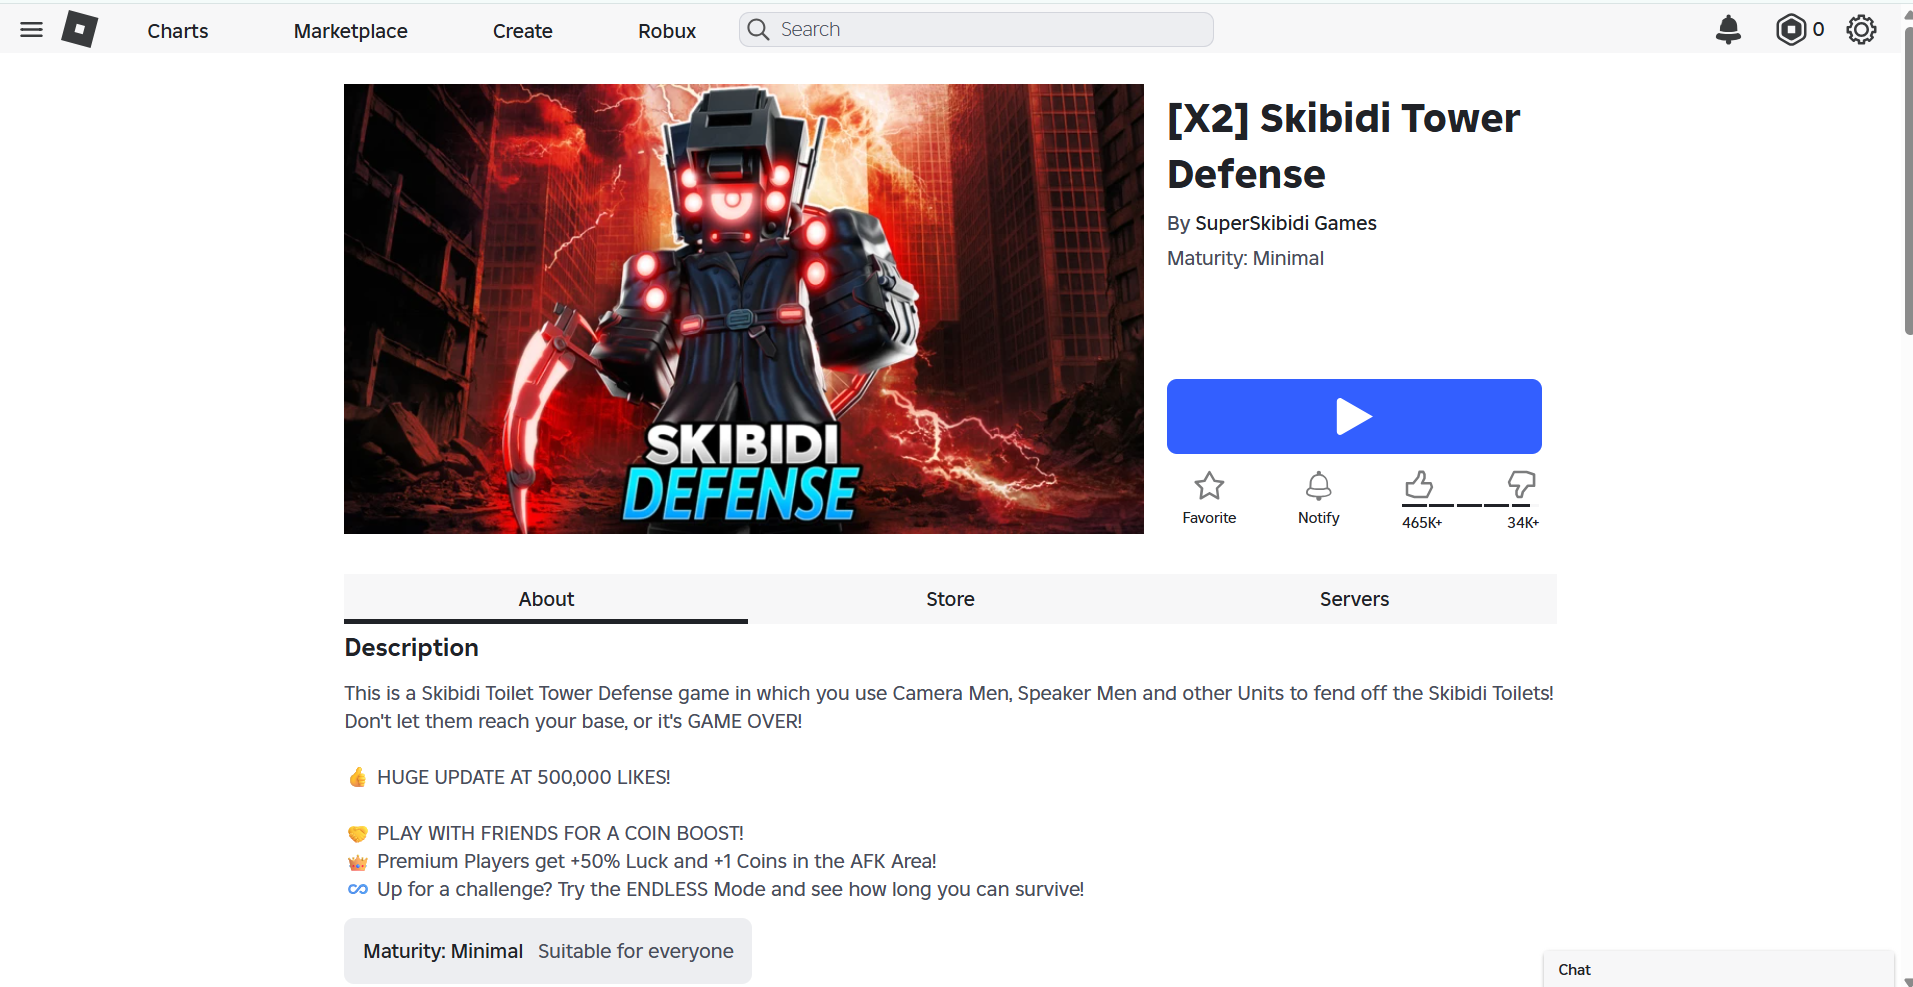 Charts
Marketplace
Create
Robux
Search
0
SKIBIDI
DEFENSE
[X2] Skibidi Tower
Defense
By SuperSkibidi Games
Maturity: Minimal
Favorite
Notify
465K+
34K+
About
Store
Servers
Description
This is a Skibidi Toilet Tower Defense game in which you use Camera Men, Speaker Men and other Units to fend off the Skibidi Toilets!
Don't let them reach your base, or it's GAME OVER!
👍 HUGE UPDATE AT 500,000 LIKES!
🤝 PLAY WITH FRIENDS FOR A COIN BOOST!
👑 Premium Players get +50% Luck and +1 Coins in the AFK Area!
♾️ Up for a challenge? Try the ENDLESS Mode and see how long you can survive!
Maturity: Minimal Suitable for everyone
Chat